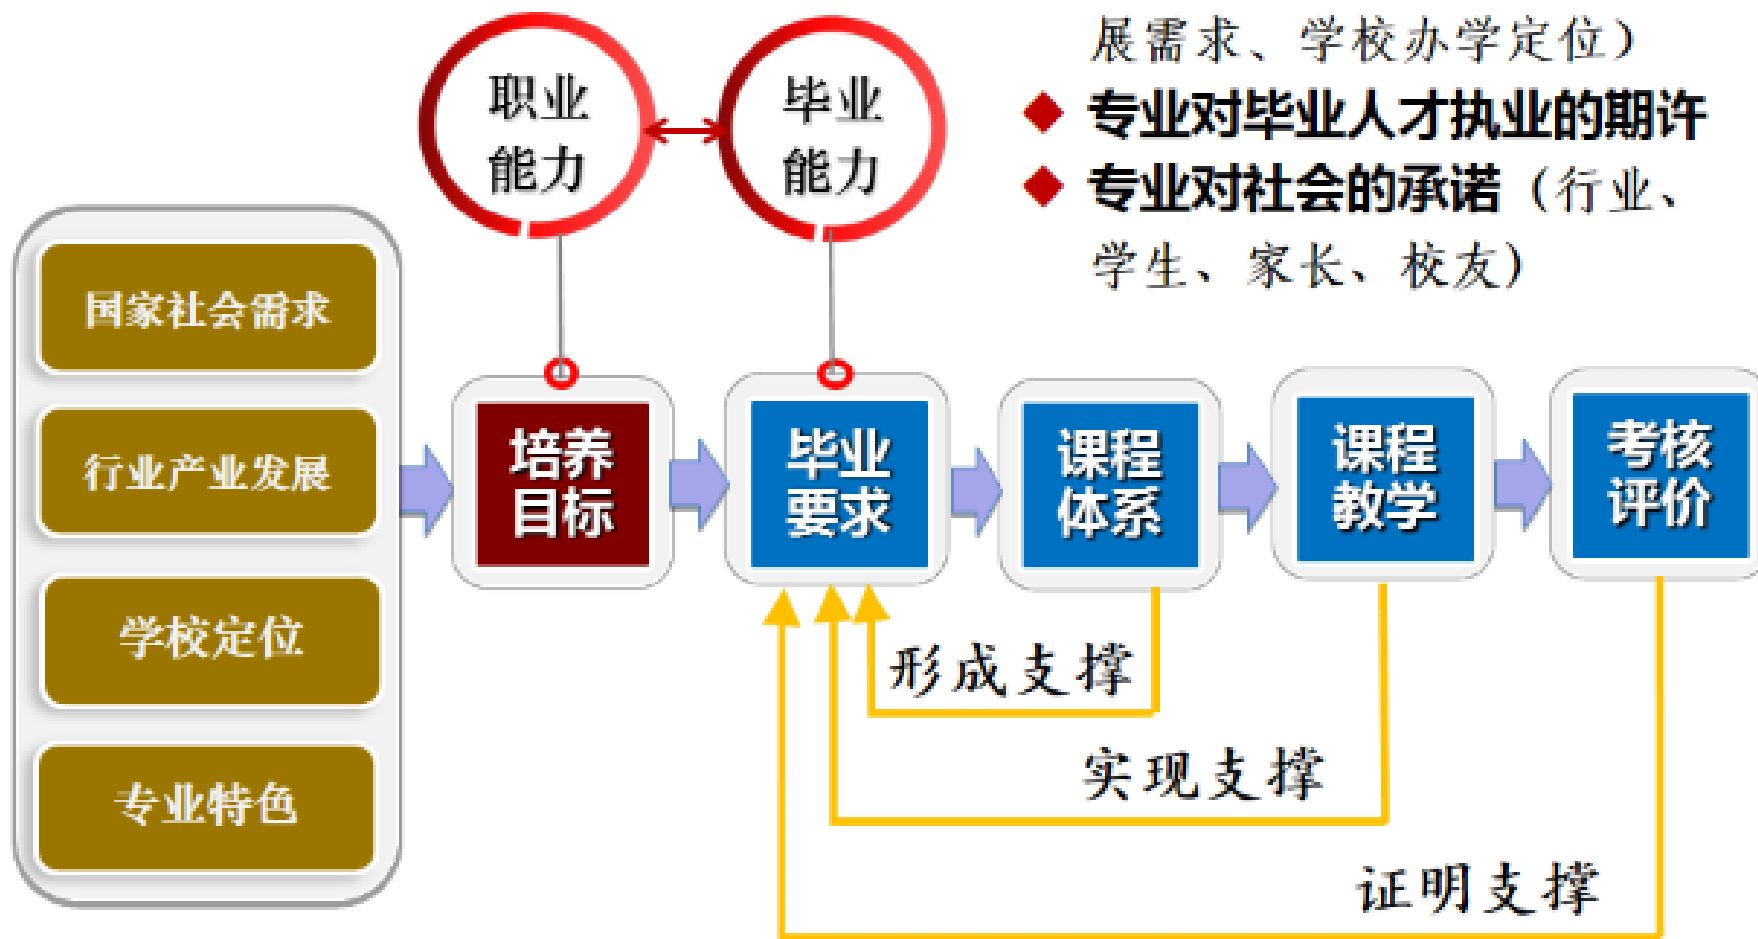 展需求、学校办学定位）
职业
能力
毕业
能力
◆ 专业对毕业人才执业的期许
◆ 专业对社会的承诺（行业、
学生、家长、校友）
国家社会需求
行业产业发展
学校定位
专业特色
培养
目标
毕业
要求
课程
体系
课程
教学
考核
评价
形成支撑
实现支撑
证明支撑